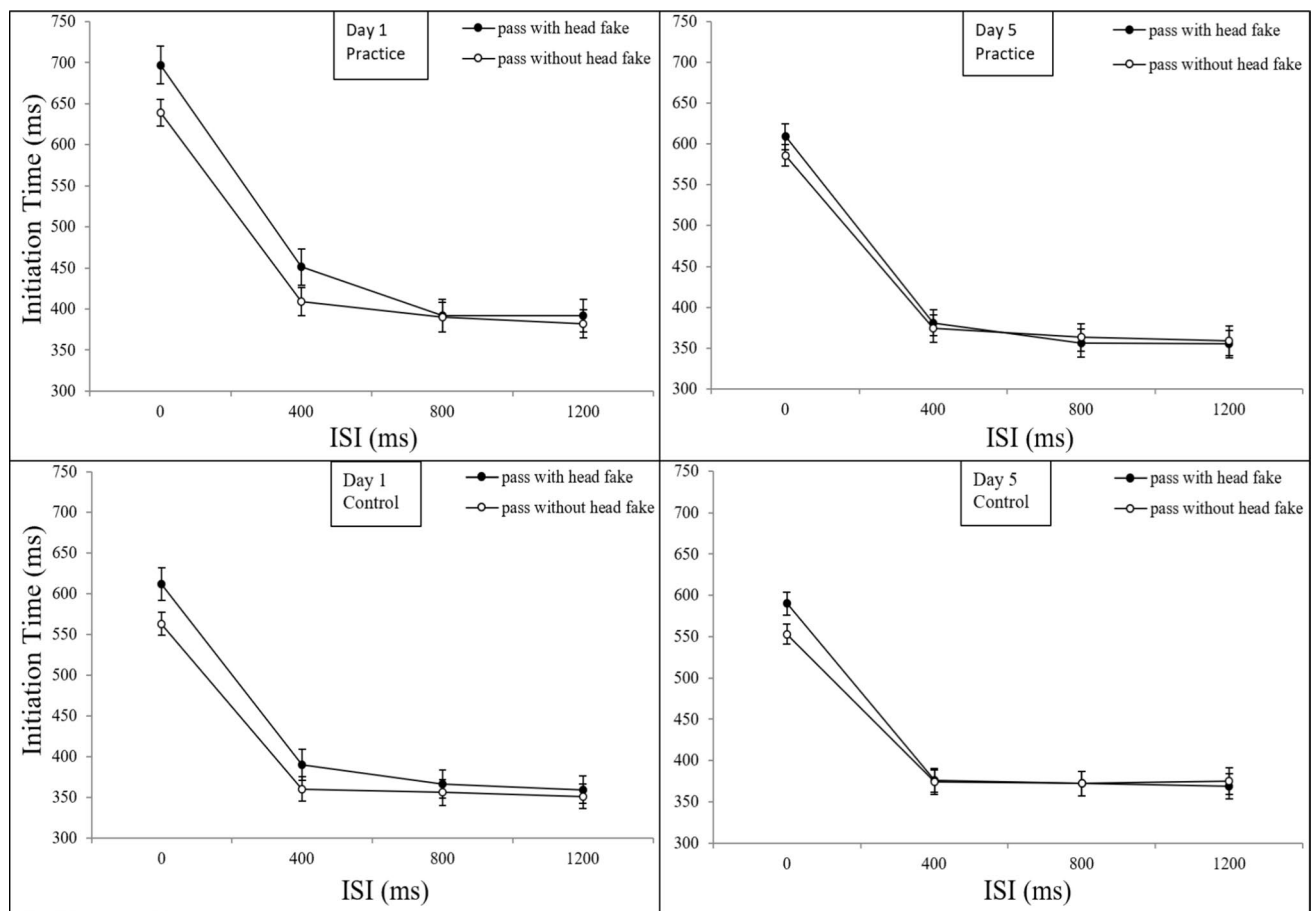 Day 1
Practice
pass with head fake
pass without head fake
Initiation Time (ms)
750
700
650
600
550
500
450
400
350
300
0
400
800
1200
ISI (ms)
Day 5
Practice
pass with head fake
pass without head fake
750
700
650
600
550
500
450
400
350
300
0
400
800
1200
ISI (ms)
Day 1
Control
pass with head fake
pass without head fake
Initiation Time (ms)
750
700
650
600
550
500
450
400
350
300
0
400
800
1200
ISI (ms)
Day 5
Control
pass with head fake
pass without head fake
750
700
650
600
550
500
450
400
350
300
0
400
800
1200
ISI (ms)